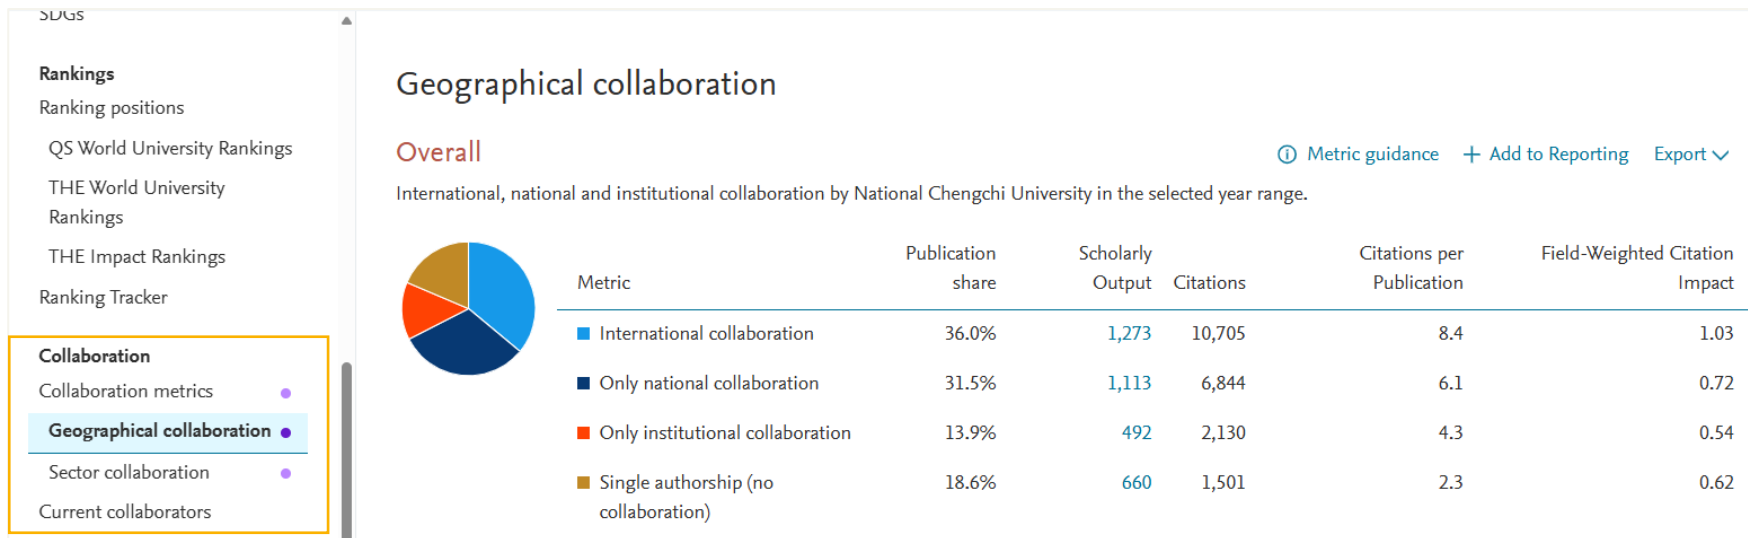 SDGs
Rankings
Ranking positions
QS World University Rankings
THE World University
Rankings
THE Impact Rankings
Ranking Tracker
Collaboration
Collaboration metrics
Geographical collaboration
Sector collaboration
Current collaborators
Geographical collaboration
Overall
Metric guidance + Add to Reporting Export
International, national and institutional collaboration by National Chengchi University in the selected year range.
Publication Scholarly Citations per Field-Weighted Citation
Metric share Output Citations Publication Impact
International collaboration 36.0% 1,273 10,705 8.4 1.03
Only national collaboration 31.5% 1,113 6,844 6.1 0.72
Only institutional collaboration 13.9% 492 2,130 4.3 0.54
Single authorship (no 18.6% 660 1,501 2.3 0.62
collaboration)